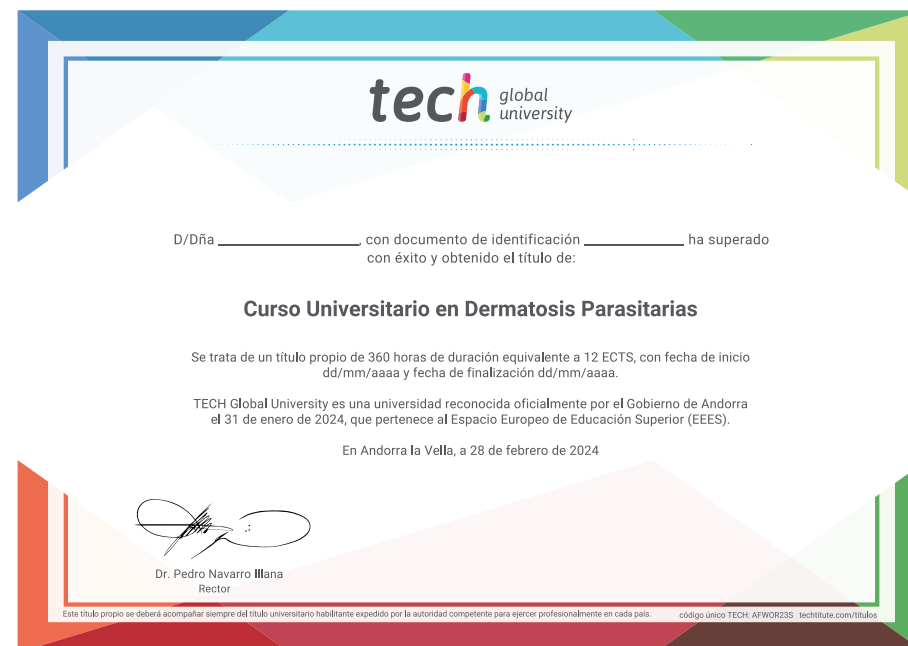 tech global university
D/Dña ____________________, con documento de identificación ______________ ha superado
con éxito y obtenido el título de:
Curso Universitario en Dermatosis Parasitarias
Se trata de un título propio de 360 horas de duración equivalente a 12 ECTS, con fecha de inicio
dd/mm/aaaa y fecha de finalización dd/mm/aaaa.
TECH Global University es una universidad reconocida oficialmente por el Gobierno de Andorra
el 31 de enero de 2024, que pertenece al Espacio Europeo de Educación Superior (EEES).
En Andorra la Vella, a 28 de febrero de 2024
Dr. Pedro Navarro Illana
Rector
Este título propio se deberá acompañar siempre del título universitario habilitante expedido por la autoridad competente para ejercer profesionalmente en cada país. código único TECH: AFWOR23S techtitute.com/titulos